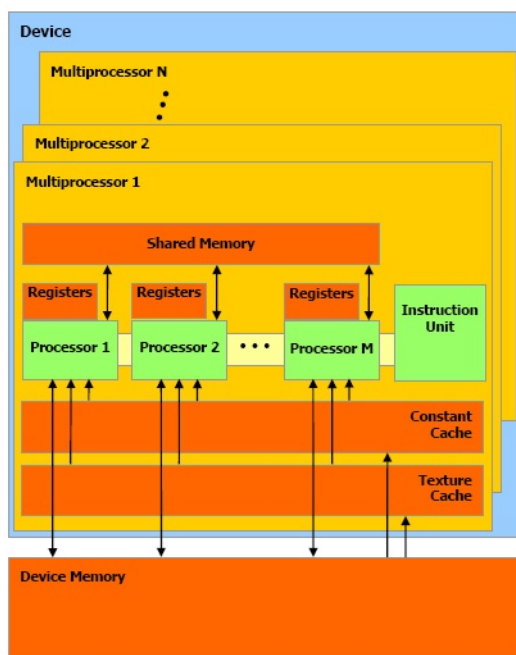 Device
Multiprocessor N
Multiprocessor 2
Multiprocessor 1
Shared Memory
Registers
Registers
Registers
Instruction
Unit
Processor 1
Processor 2
Processor M
Constant
Cache
Texture
Cache
Device Memory